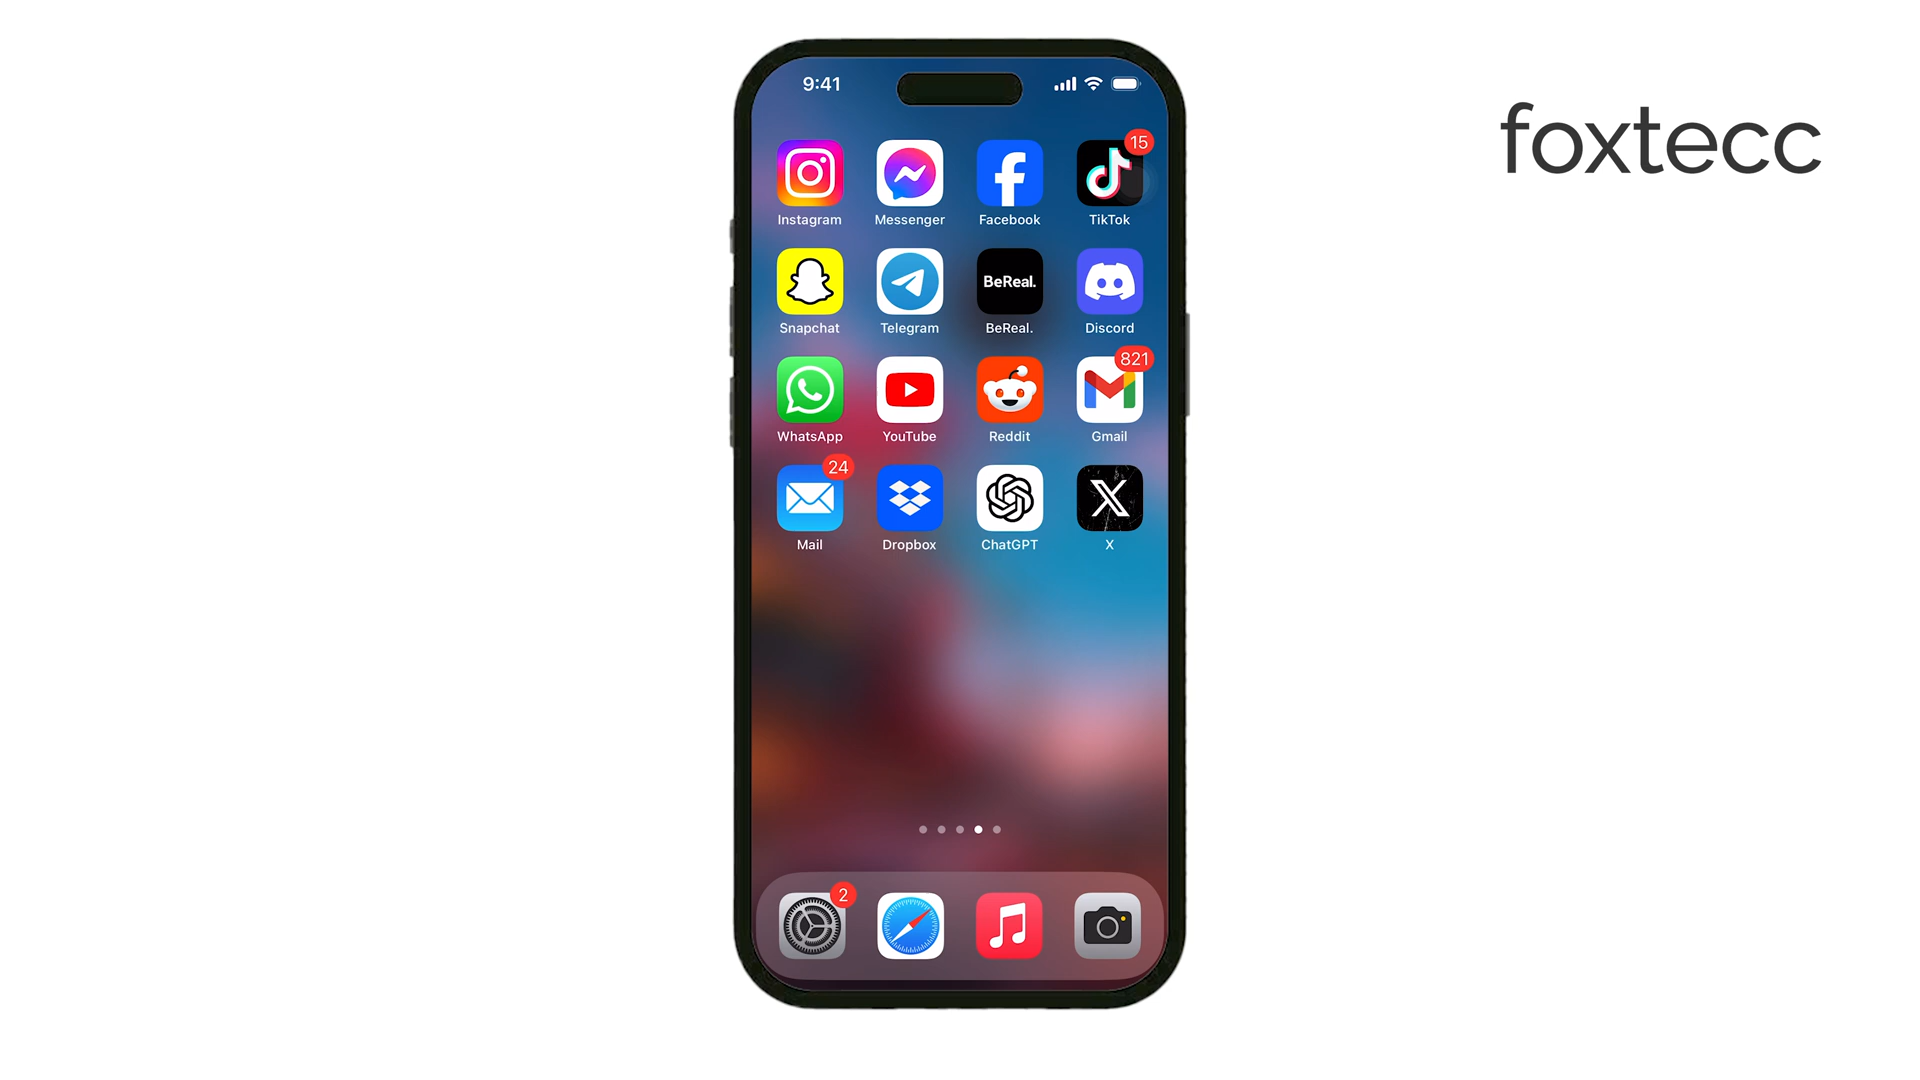 foxtecc
9:41
15
Instagram Messenger Facebook TikTok
BeReal.
Snapchat Telegram BeReal. Discord
821
WhatsApp YouTube Reddit Gmail
24
Mail Dropbox ChatGPT X
2